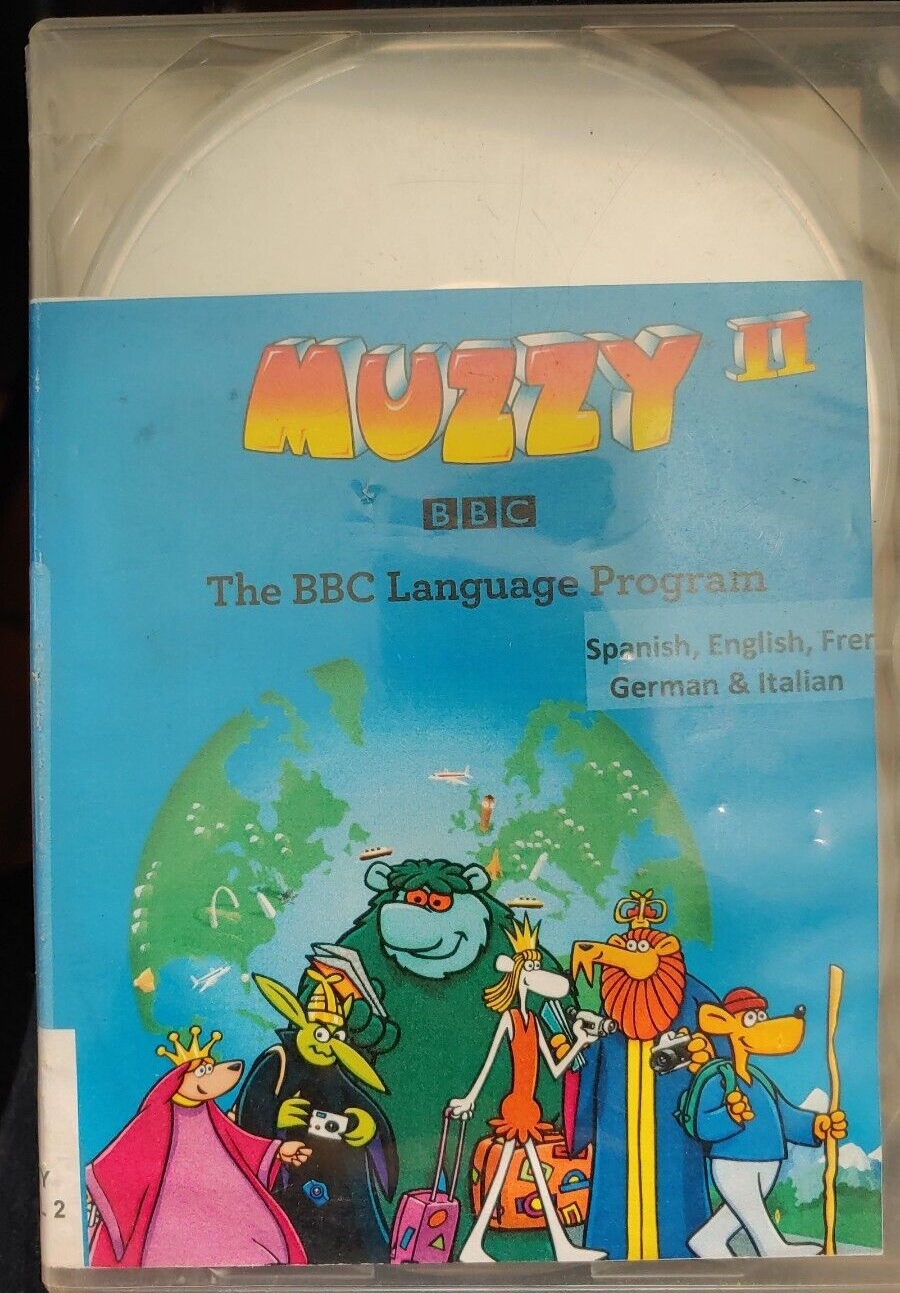 MUZZY II
BBC
The BBC Language Program
Spanish, English, Fren
German & Italian
Y
. 2